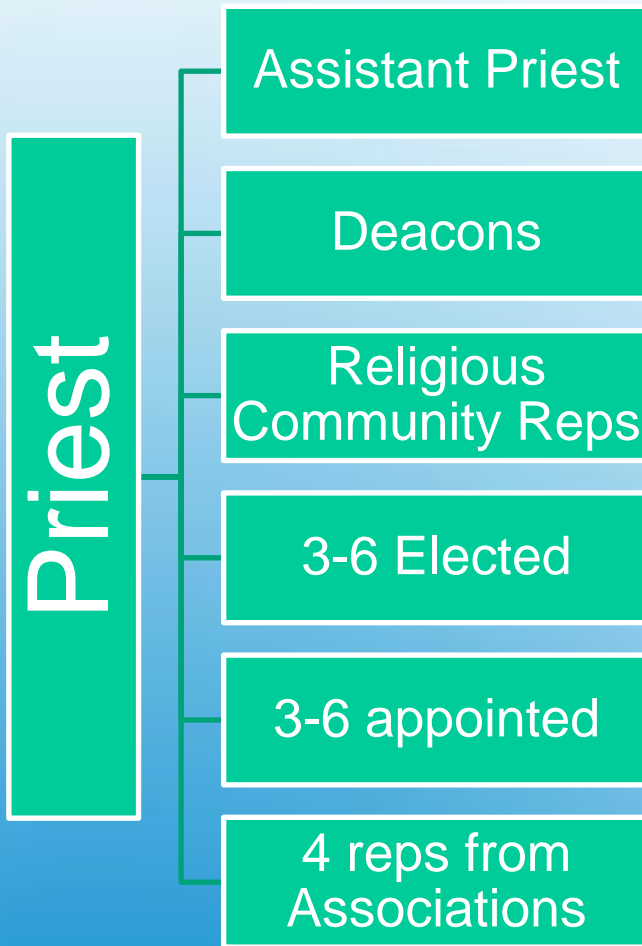 Priest
Assistant Priest
Deacons
Religious
Community Reps
3-6 Elected
3-6 appointed
4 reps from
Associations